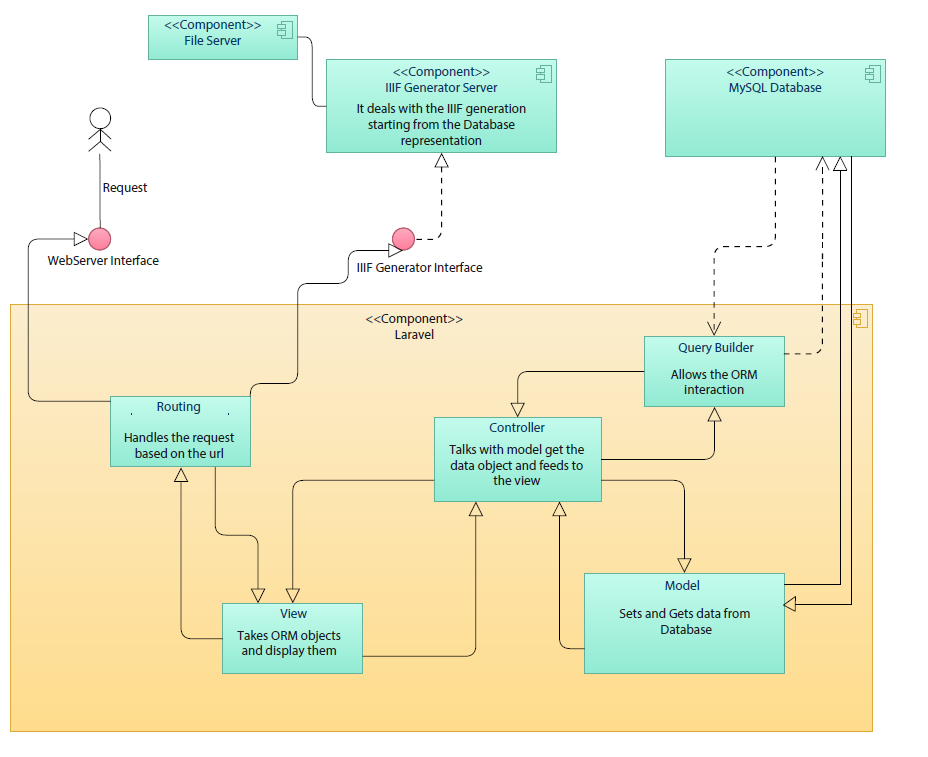 <<Component>>
File Server
<<Component>>
IIIF Generator Server
It deals with the IIIF generation
starting from the Database
representation
<<Component>>
MySQL Database
Request
WebServer Interface
IIIF Generator Interface
<<Component>>
Laravel
Query Builder
Allows the ORM
interaction
Routing
Handles the request
based on the url
Controller
Talks with model get the
data object and feeds to
the view
View
Takes ORM objects
and display them
Model
Sets and Gets data from
Database